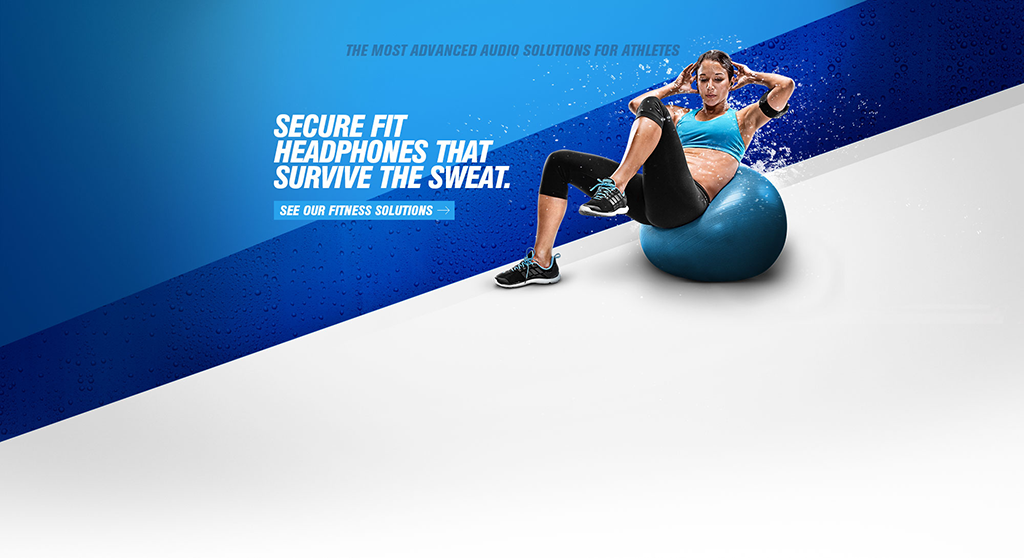 THE MOST ADVANCED AUDIO SOLUTIONS FOR ATHLETES
SECURE FIT
HEADPHONES THAT
SURVIVE THE SWEAT.
SEE OUR FITNESS SOLUTIONS →